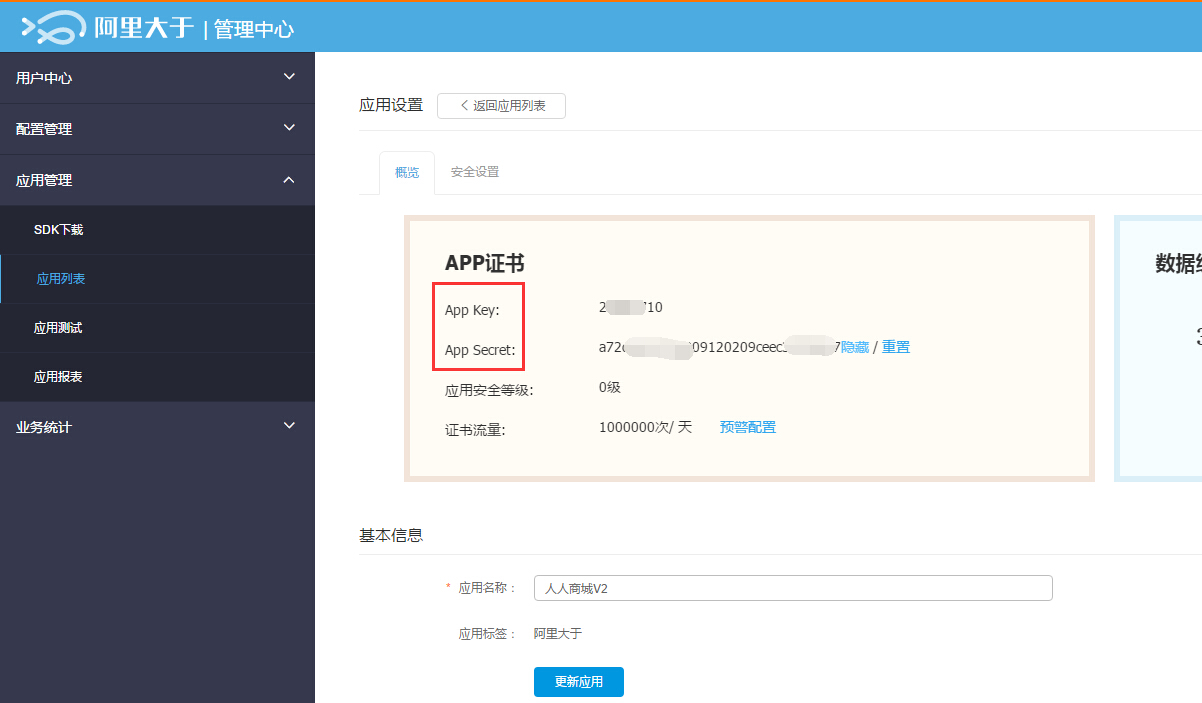 阿里大于 | 管理中心
用户中心
配置管理
应用管理
SDK下载
应用列表
应用测试
应用报表
业务统计
应用设置 < 返回应用列表
概览 安全设置
APP证书
App Key: 2 10
App Secret: a72 09120209ceec 7隐藏 / 重置
应用安全等级: 0级
证书流量: 1000000次/ 天 预警配置
数据
基本信息
* 应用名称： 人人商城V2
应用标签： 阿里大于
更新应用